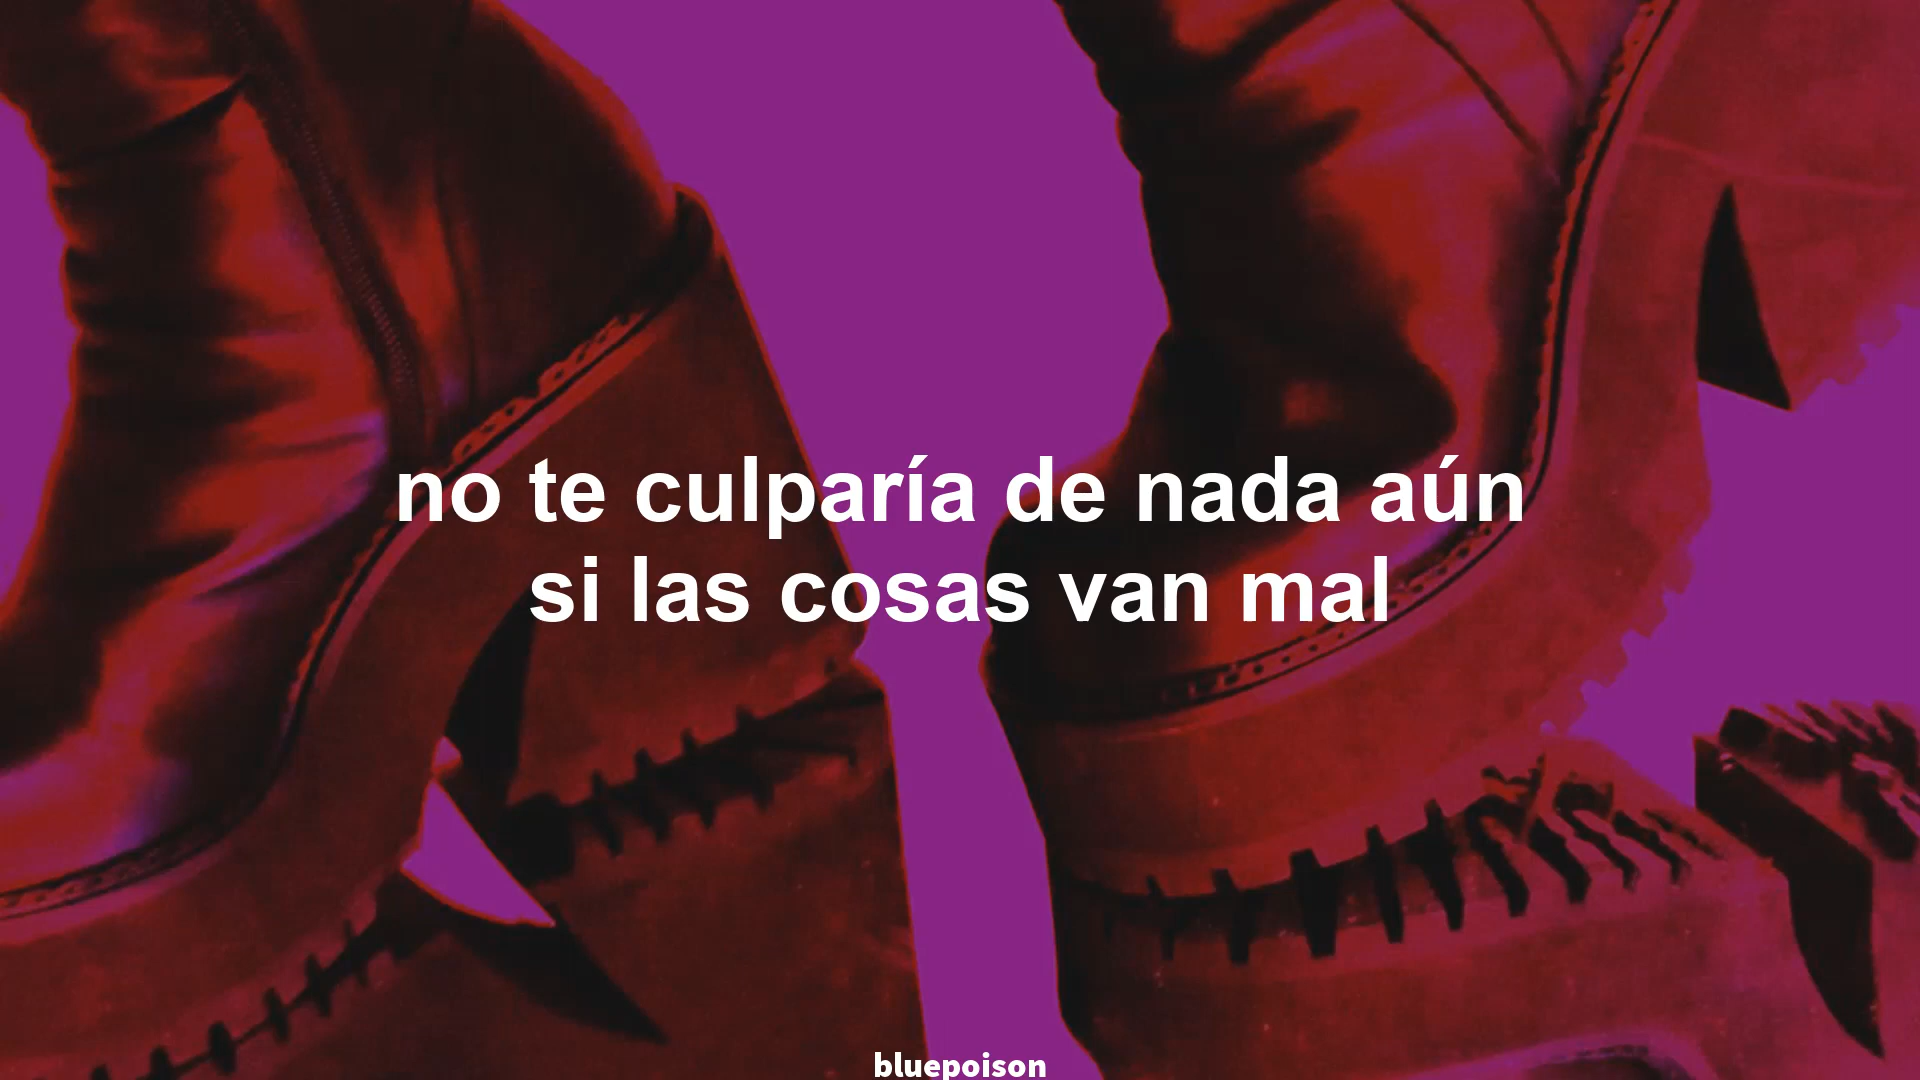 no te culparía de nada aún
si las cosas van mal
bluepoison